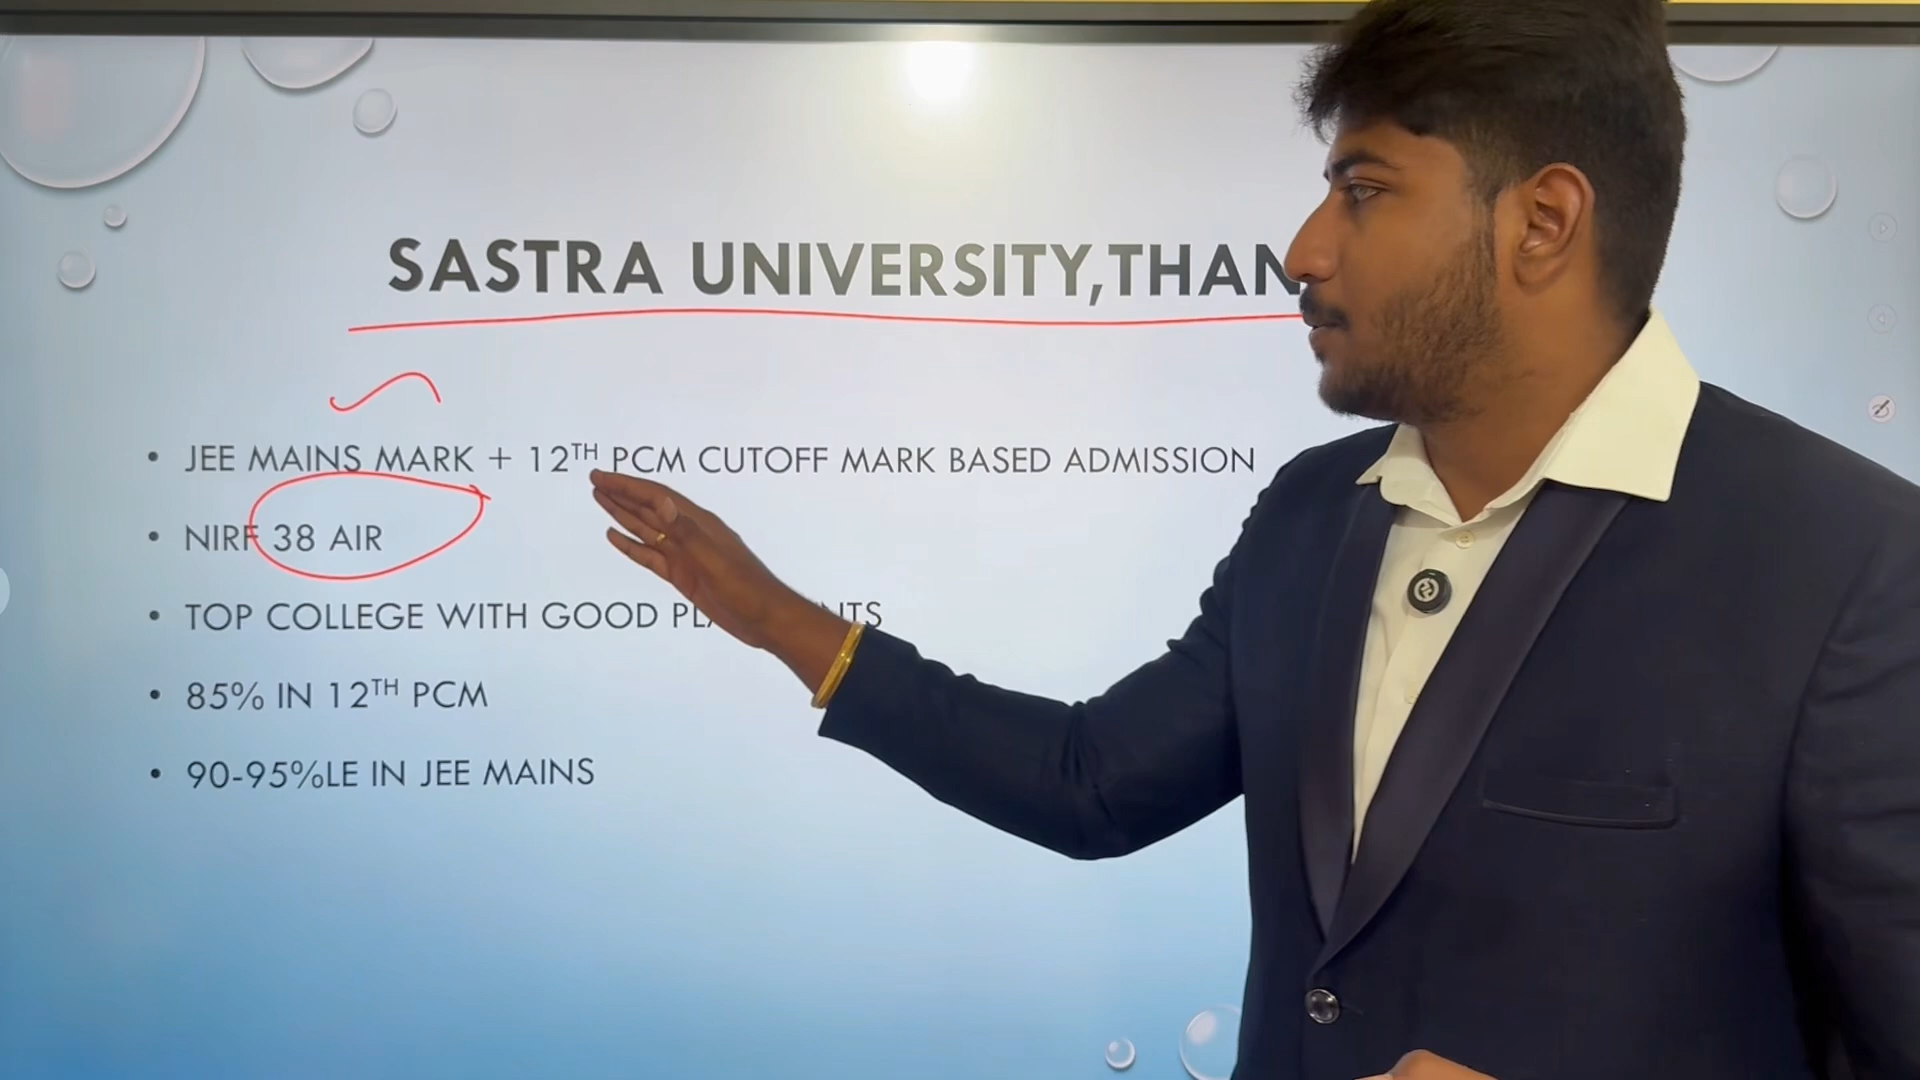 SASTRA UNIVERSITY,THAN
• JEE MAINS MARK + 12TH PCM CUTOFF MARK BASED ADMISSION
• NIRF 38 AIR
• TOP COLLEGE WITH GOOD
• 85% IN 12TH PCM
• 90-95%LE IN JEE MAINS